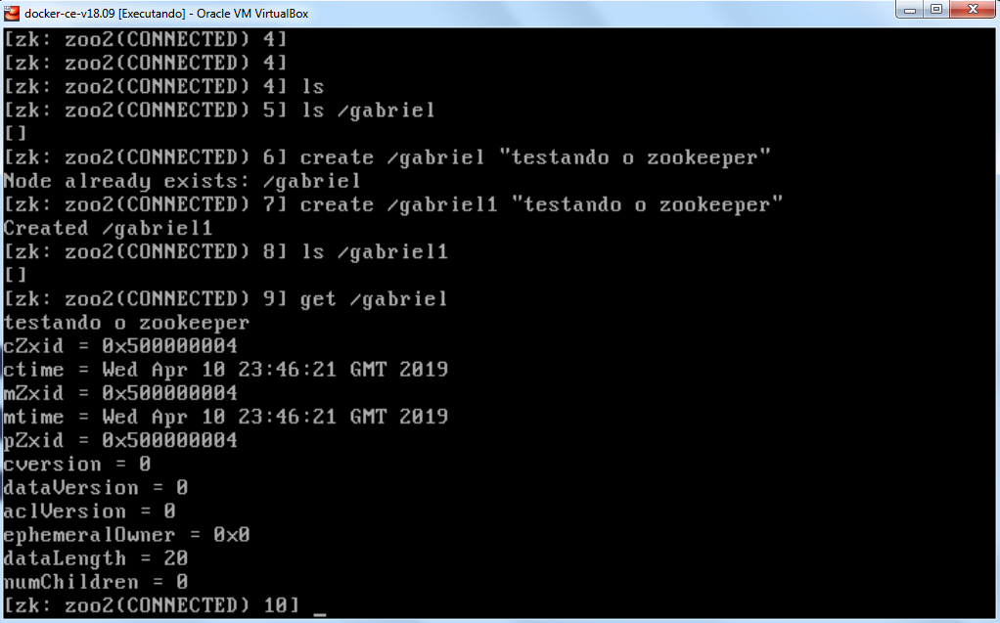 docker-ce-v18.09 [Executando] - Oracle VM VirtualBox
[zk: zoo2(CONNECTED) 4]
[zk: zoo2(CONNECTED) 4]
[zk: zoo2(CONNECTED) 4] ls
[zk: zoo2(CONNECTED) 5] ls /gabriel
[]
[zk: zoo2(CONNECTED) 6] create /gabriel "testando o zookeeper"
Node already exists: /gabriel
[zk: zoo2(CONNECTED) 7] create /gabriel1 "testando o zookeeper"
Created /gabriel1
[zk: zoo2(CONNECTED) 8] ls /gabriel1
[]
[zk: zoo2(CONNECTED) 9] get /gabriel
testando o zookeeper
cZxid = 0x500000004
ctime = Wed Apr 10 23:46:21 GMT 2019
mZxid = 0x500000004
mtime = Wed Apr 10 23:46:21 GMT 2019
pZxid = 0x500000004
cversion = 0
dataVersion = 0
aclVersion = 0
ephemeralOwner = 0x0
dataLength = 20
numChildren = 0
[zk: zoo2(CONNECTED) 10] _